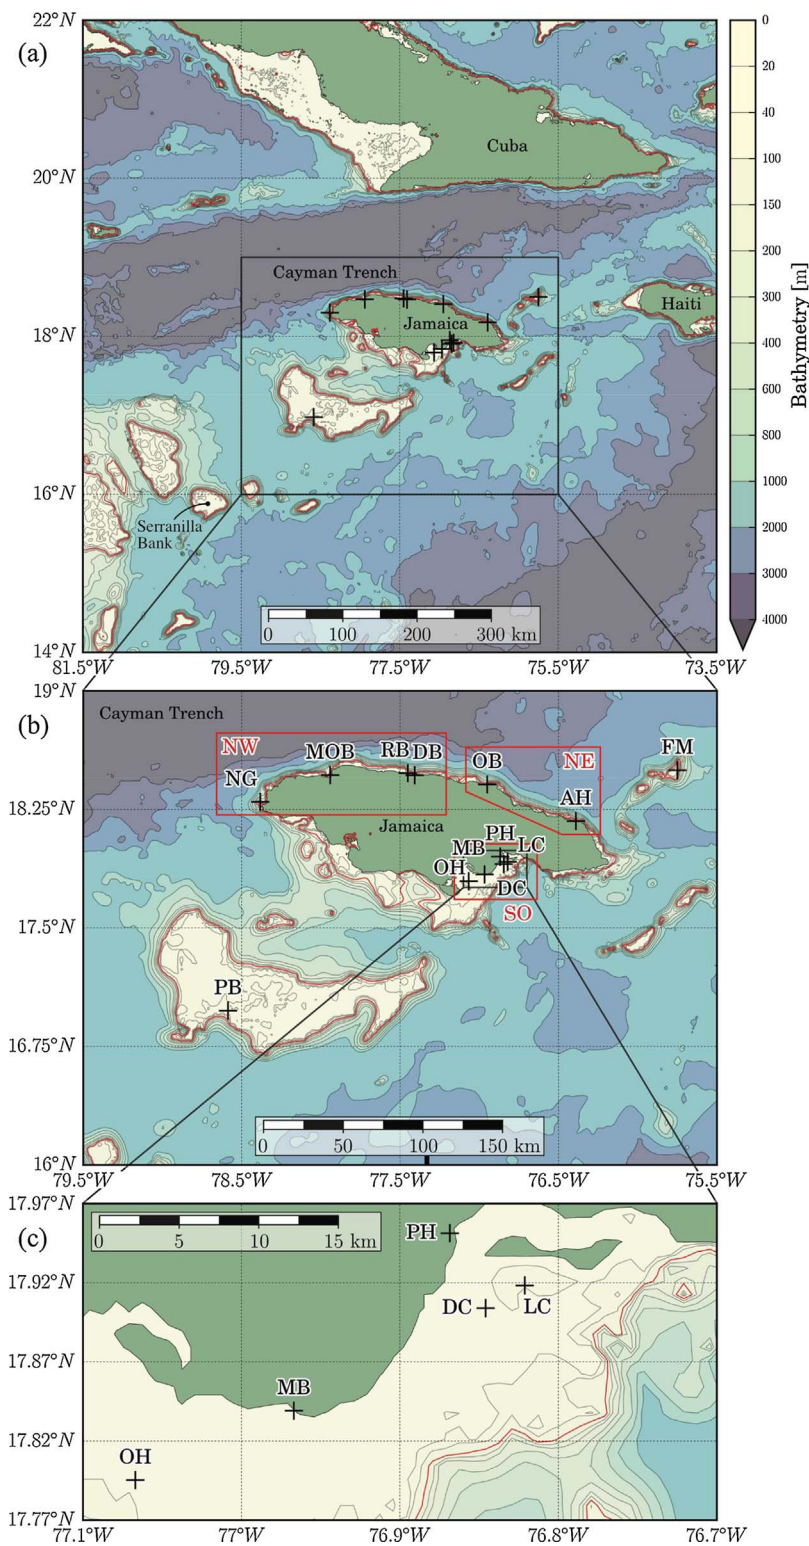 (a)
22°N
20°N
18°N
16°N
14°N
81.5°W
79.5°W
77.5°W
75.5°W
73.5°W
Cuba
Cayman Trench
Jamaica
Haiti
Serranilla
Bank
0
100
200
300 km
0
20
40
100
150
200
300
400
600
800
1000
2000
3000
4000
Bathymetry [m]
(b)
19°N
18.25°N
17.5°N
16.75°N
16°N
79.5°W
78.5°W
77.5°W
76.5°W
75.5°W
Cayman Trench
NW
MOB
RB
DB
OB
NE
FM
NG
AH
Jamaica
PH
MB
LC
OH
DC
SO
PB
0
50
100
150 km
(c)
17.97°N
17.92°N
17.87°N
17.82°N
17.77°N
77.1°W
77°W
76.9°W
76.8°W
76.7°W
0
5
10
15 km
PH
DC
LC
MB
OH